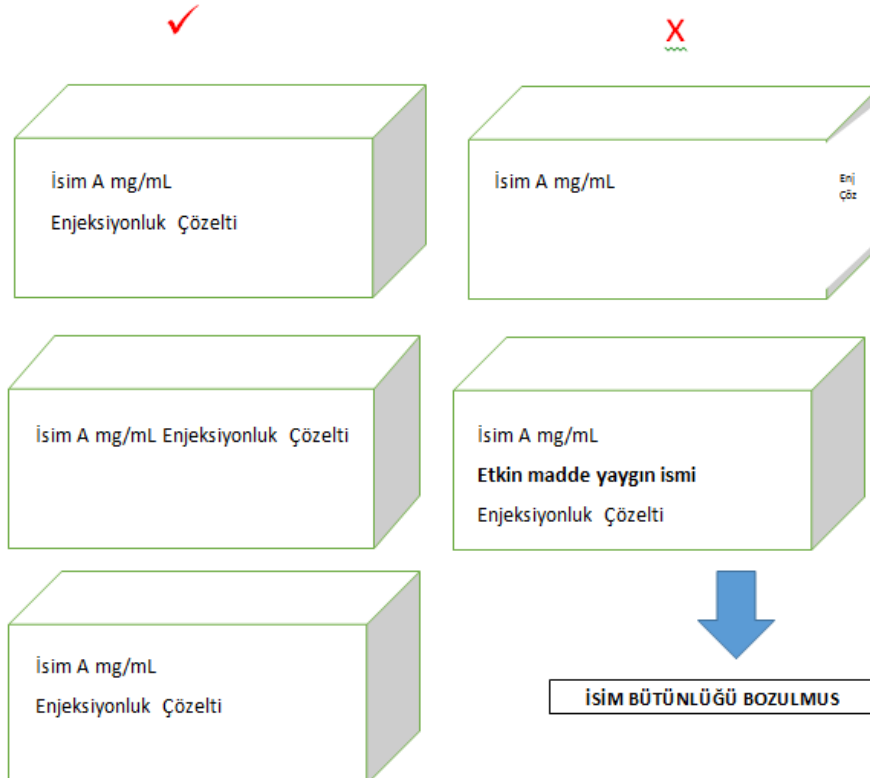 ✓
X
İsim A mg/mL
Enjeksiyonluk Çözelti
İsim A mg/mL
Enj
Çöz
İsim A mg/mL Enjeksiyonluk Çözelti
İsim A mg/mL
Etkin madde yaygın ismi
Enjeksiyonluk Çözelti
İsim A mg/mL
Enjeksiyonluk Çözelti
İSİM BÜTÜNLÜĞÜ BOZULMUS